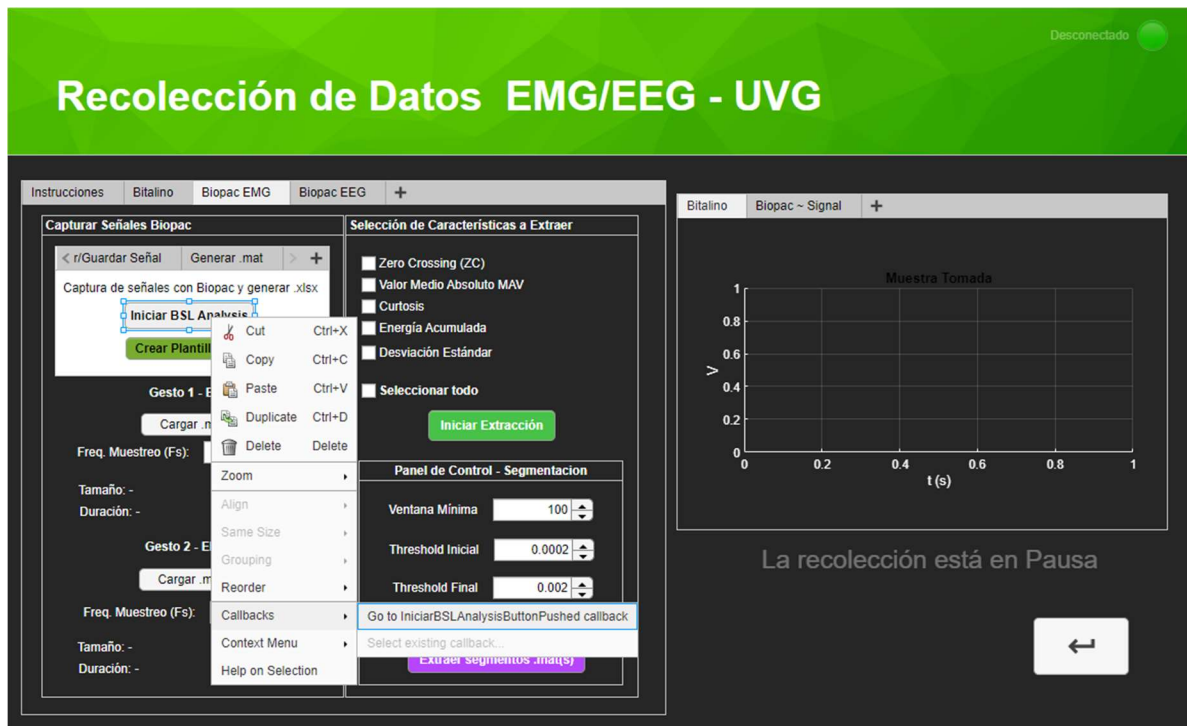 Desconectado
Recolección de Datos EMG/EEG - UVG
Instrucciones Bitalino Biopac EMG Biopac EEG +
Capturar Señales Biopac
< r/Guardar Señal Generar .mat > +
Captura de señales con Biopac y generar .xlsx
Iniciar BSL Analysis
Crear Plantill
Gesto 1 - E
Cargar .m
Freq. Muestreo (Fs):
Tamaño: -
Duración: -
Gesto 2 - El
Cargar .m
Freq. Muestreo (Fs):
Tamaño: -
Duración: -
Cut Ctrl+X
Copy Ctrl+C
Paste Ctrl+V
Duplicate Ctrl+D
Delete Delete
Zoom
Align
Same Size
Grouping
Reorder
Callbacks
Context Menu
Help on Selection
Go to IniciarBSLAnalysisButtonPushed callback
Select existing callback...
Selección de Características a Extraer
Zero Crossing (ZC)
Valor Medio Absoluto MAV
Curtosis
Energía Acumulada
Desviación Estándar
Seleccionar todo
Iniciar Extracción
Panel de Control - Segmentacion
Ventana Mínima 100
Threshold Inicial 0.0002
Threshold Final 0.002
Extraer segmentos .mat(s)
Bitalino Biopac ~ Signal +
Muestra Tomada
1
0.8
0.6
0.4
0.2
0
V
0 0.2 0.4 0.6 0.8 1
t (s)
La recolección está en Pausa